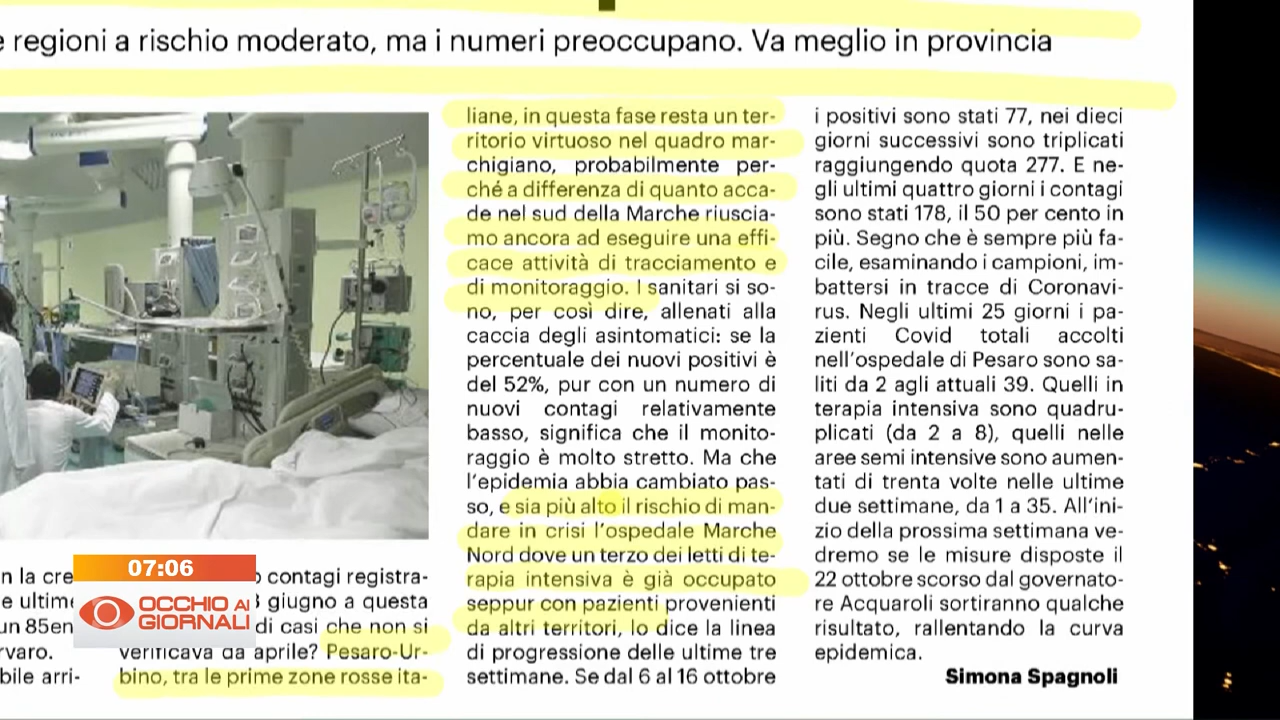 e regioni a rischio moderato, ma i numeri preoccupano. Va meglio in provincia
n la cre
e ultime
un 85en
rvaro.
bile arri-
contagi registra-
giugno a questa
di casi che non si
verificava da aprile? Pesaro-Ur-
bino, tra le prime zone rosse ita-
liane, in questa fase resta un ter-
ritorio virtuoso nel quadro mar-
chigiano, probabilmente per-
ché a differenza di quanto acca-
de nel sud della Marche riuscia-
mo ancora ad eseguire una effi-
cace attività di tracciamento e
di monitoraggio. I sanitari si so-
no, per così dire, allenati alla
caccia degli asintomatici: se la
percentuale dei nuovi positivi è
del 52%, pur con un numero di
nuovi contagi relativamente
basso, significa che il monito-
raggio è molto stretto. Ma che
l'epidemia abbia cambiato pas-
so, e sia più alto il rischio di man-
dare in crisi l'ospedale Marche
Nord dove un terzo dei letti di te-
rapia intensiva è già occupato
seppur con pazienti provenienti
da altri territori, lo dice la linea
di progressione delle ultime tre
settimane. Se dal 6 al 16 ottobre
i positivi sono stati 77, nei dieci
giorni successivi sono triplicati
raggiungendo quota 277. E ne-
gli ultimi quattro giorni i contagi
sono stati 178, il 50 per cento in
più. Segno che è sempre più fa-
cile, esaminando i campioni, im-
battersi in tracce di Coronavi-
rus. Negli ultimi 25 giorni i pa-
zienti Covid totali accolti
nell'ospedale di Pesaro sono sa-
liti da 2 agli attuali 39. Quelli in
terapia intensiva sono quadru-
plicati (da 2 a 8), quelli nelle
aree semi intensive sono aumen-
tati di trenta volte nelle ultime
due settimane, da 1 a 35. All'ini-
zio della prossima settimana ve-
dremo se le misure disposte il
22 ottobre scorso dal governato-
re Acquaroli sortiranno qualche
risultato, rallentando la curva
epidemica.
Simona Spagnoli
07:06
OCCHIO AI
GIORNALI